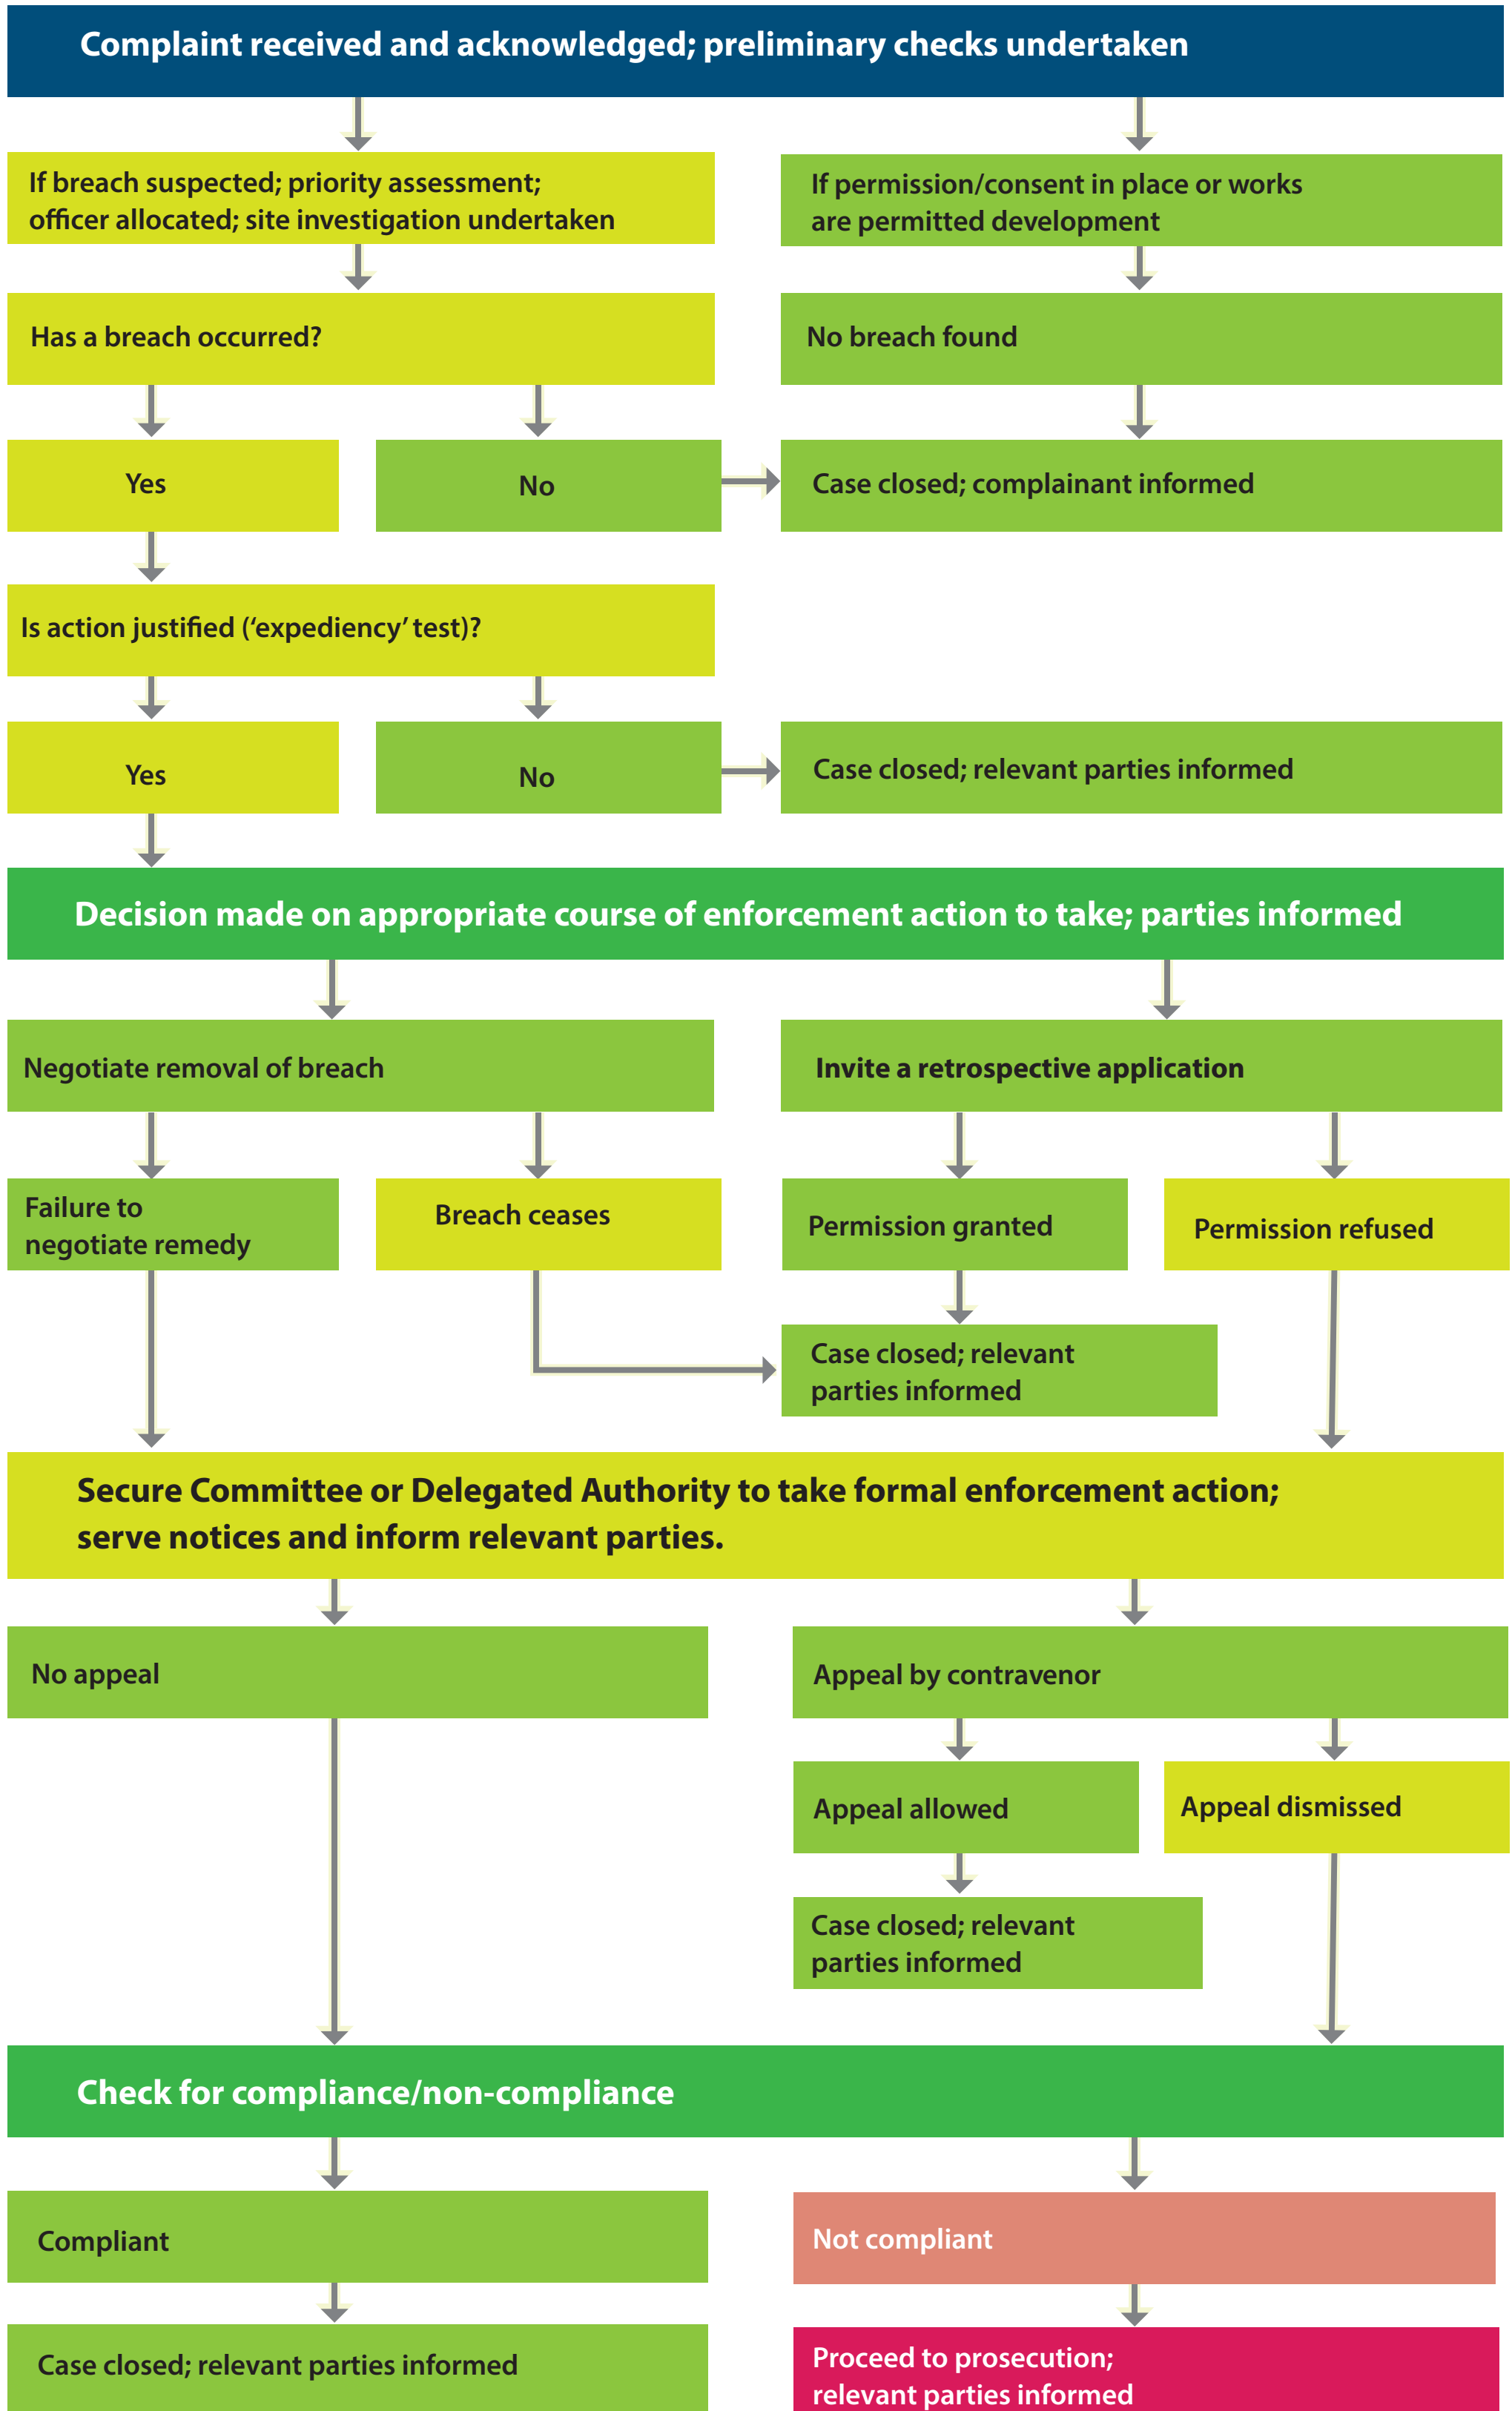 Complaint received and acknowledged; preliminary checks undertaken
If breach suspected; priority assessment;
officer allocated; site investigation undertaken
If permission/consent in place or works
are permitted development
Has a breach occurred?
No breach found
Yes
No
Case closed; complainant informed
Is action justified (‘expediency’ test)?
Yes
No
Case closed; relevant parties informed
Decision made on appropriate course of enforcement action to take; parties informed
Negotiate removal of breach
Invite a retrospective application
Failure to
negotiate remedy
Breach ceases
Permission granted
Permission refused
Case closed; relevant
parties informed
Secure Committee or Delegated Authority to take formal enforcement action;
serve notices and inform relevant parties.
No appeal
Appeal by contravenor
Appeal allowed
Appeal dismissed
Case closed; relevant
parties informed
Check for compliance/non-compliance
Compliant
Not compliant
Case closed; relevant parties informed
Proceed to prosecution;
relevant parties informed